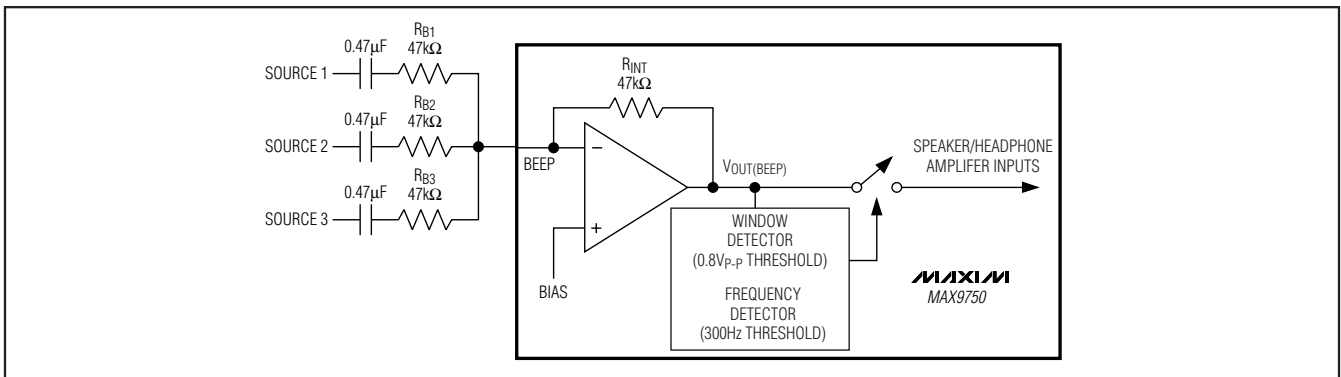 0.47μF
RB1
47kΩ
SOURCE 1
0.47μF
RB2
47kΩ
SOURCE 2
0.47μF
RB3
47kΩ
SOURCE 3
BEEP
RINT
47kΩ
−
+
BIAS
VOUT(BEEP)
WINDOW
DETECTOR
(0.8VP-P THRESHOLD)
FREQUENCY
DETECTOR
(300Hz THRESHOLD)
SPEAKER/HEADPHONE
AMPLIFER INPUTS
MAXIM
MAX9750